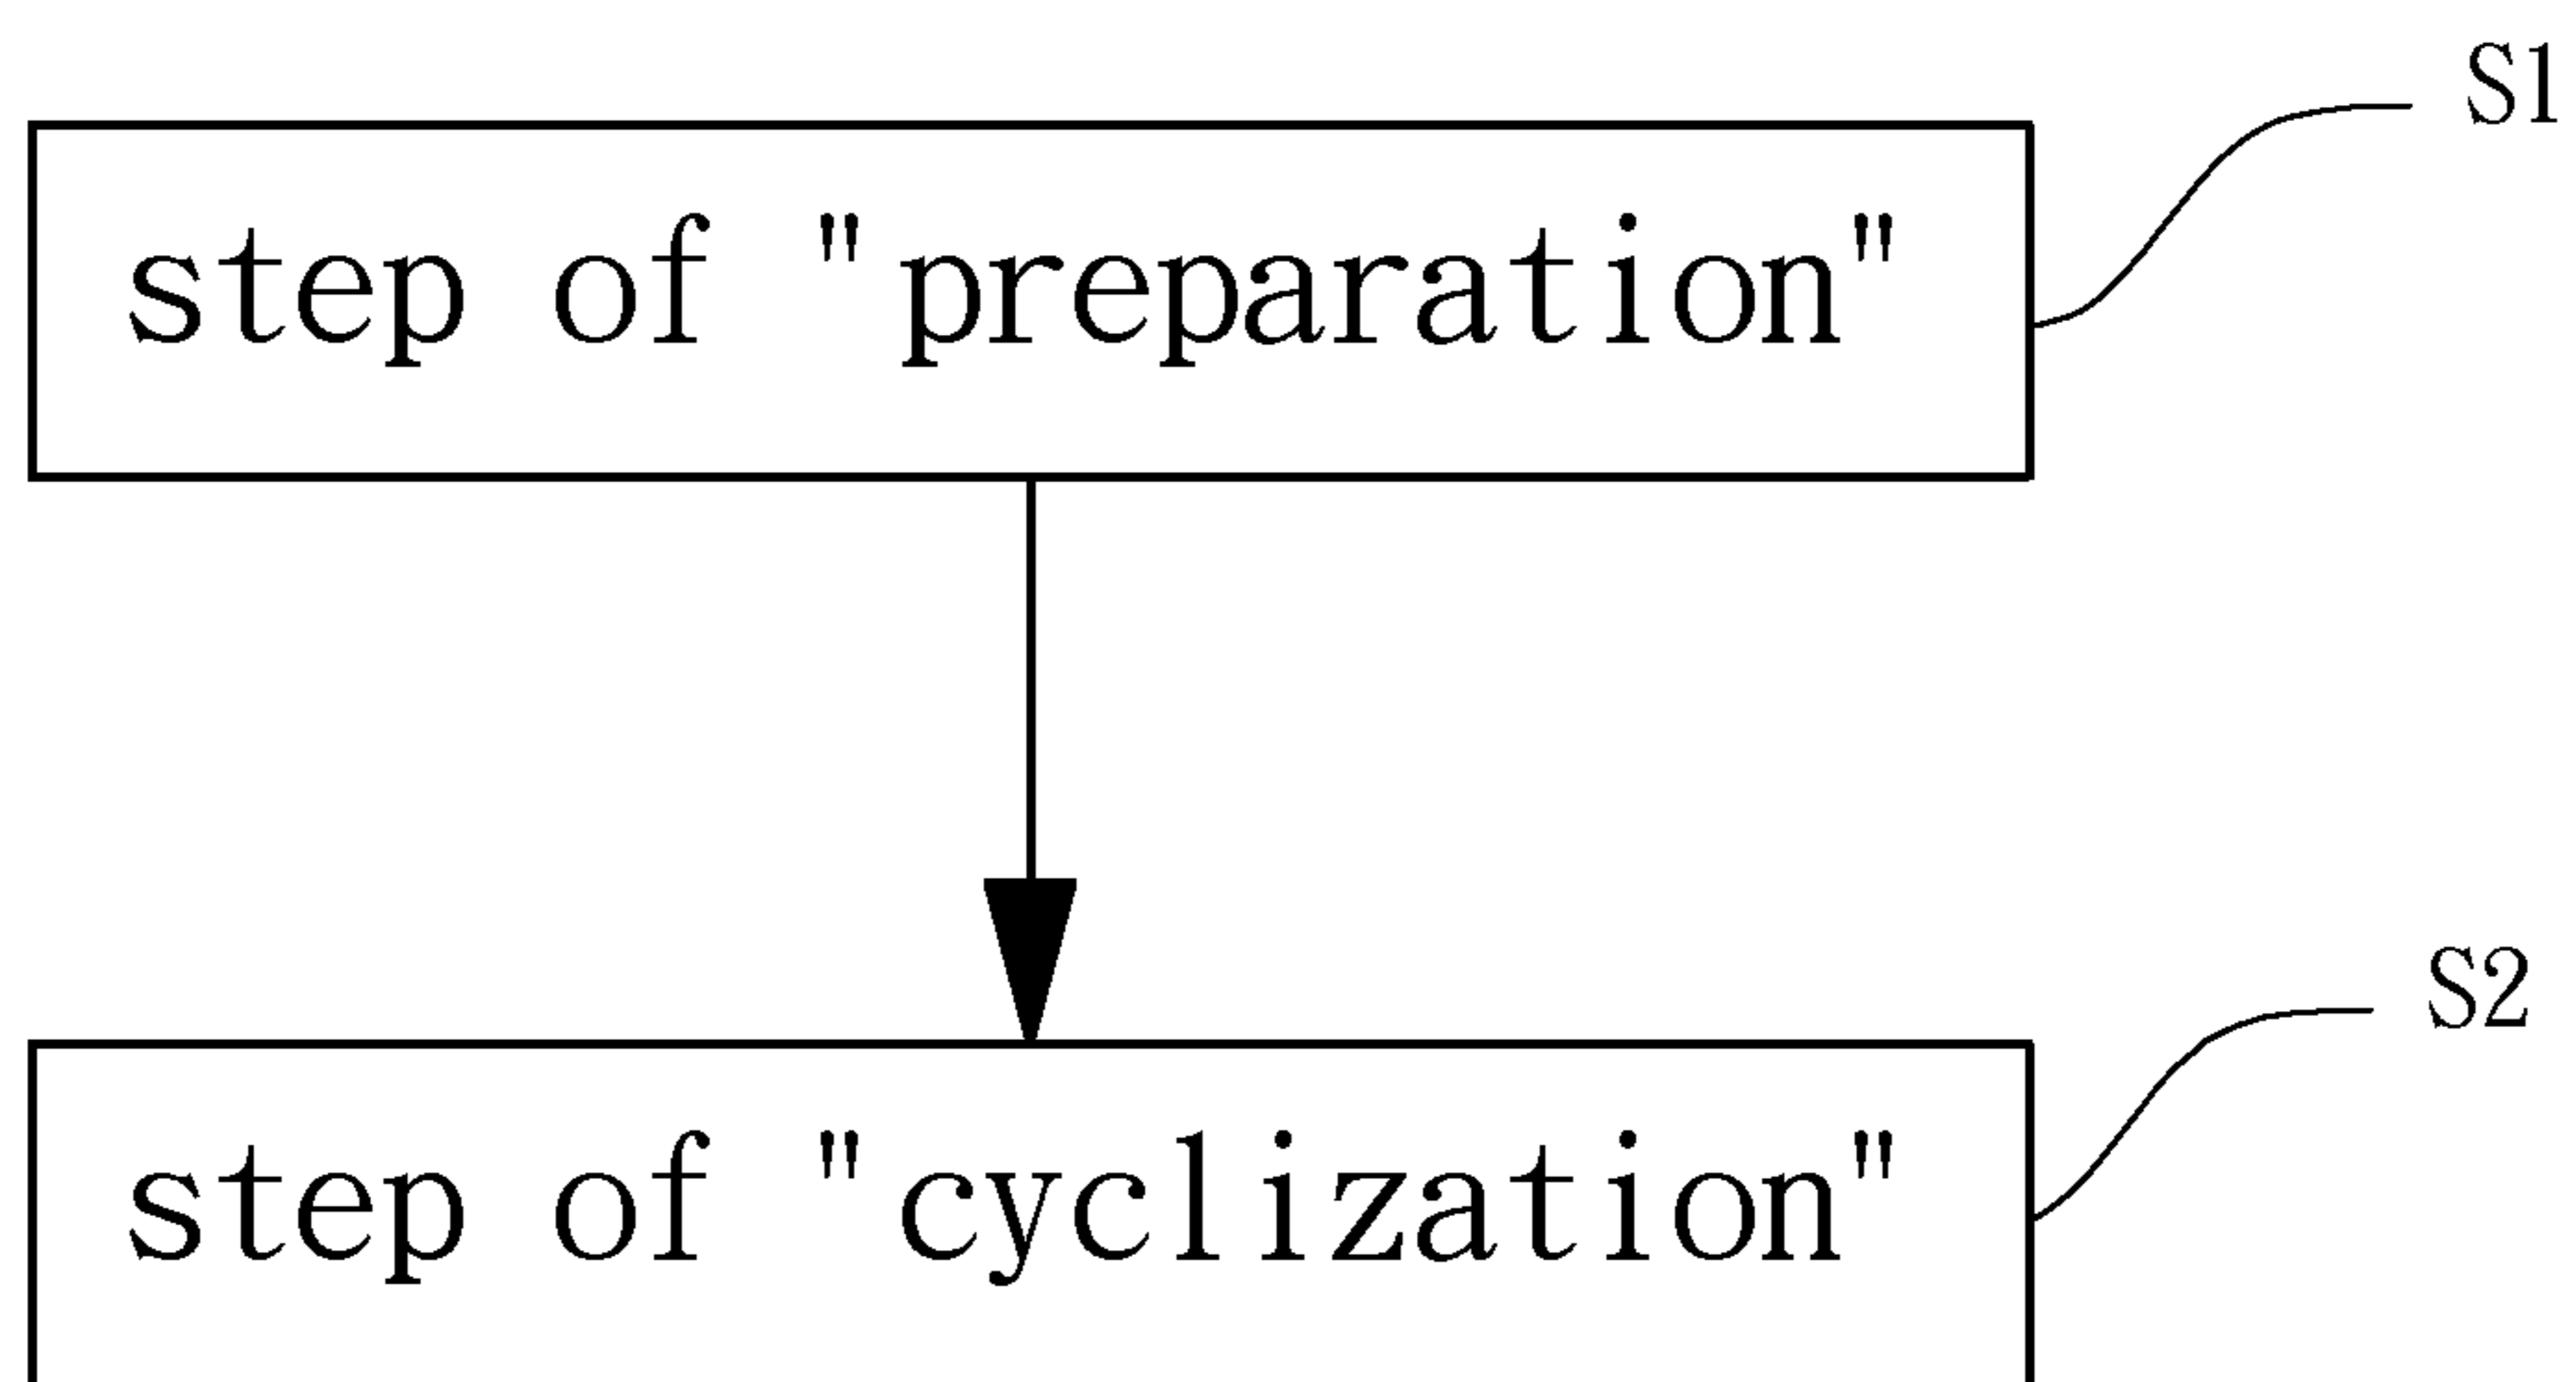 S1
step of "preparation"
S2
step of "cyclization"